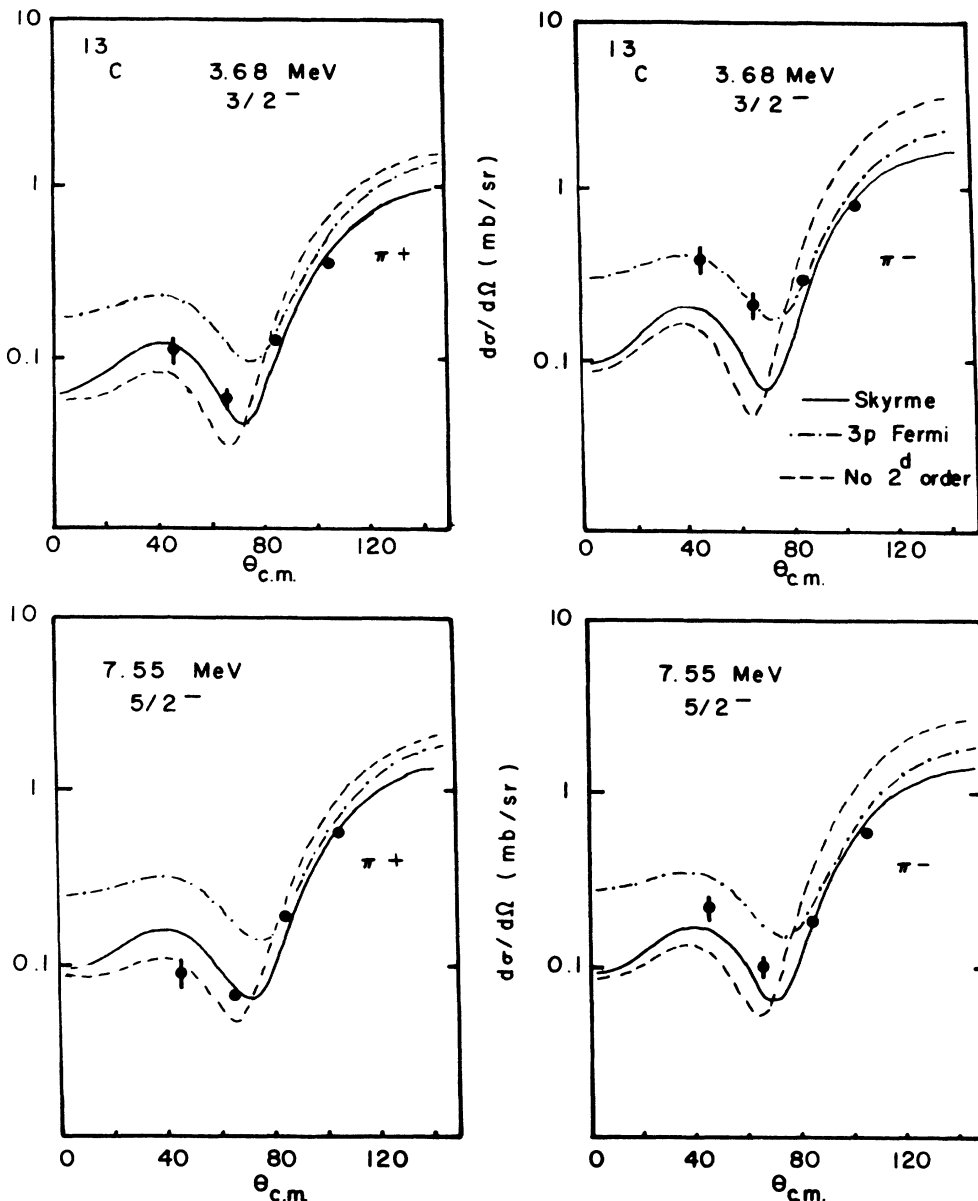 10
13
C 3.68 MeV
3/2 −
1
π +
0.1
0 40 80 120
θc.m.
10
13
C 3.68 MeV
3/2 −
dσ/dΩ (mb/sr)
1
π −
0.1
Skyrme
3p Fermi
No 2d order
0 40 80 120
θc.m.
10
7.55 MeV
5/2 −
1
π +
0.1
0 40 80 120
θc.m.
10
7.55 MeV
5/2 −
dσ/dΩ (mb/sr)
1
π −
0.1
0 40 80 120
θc.m.